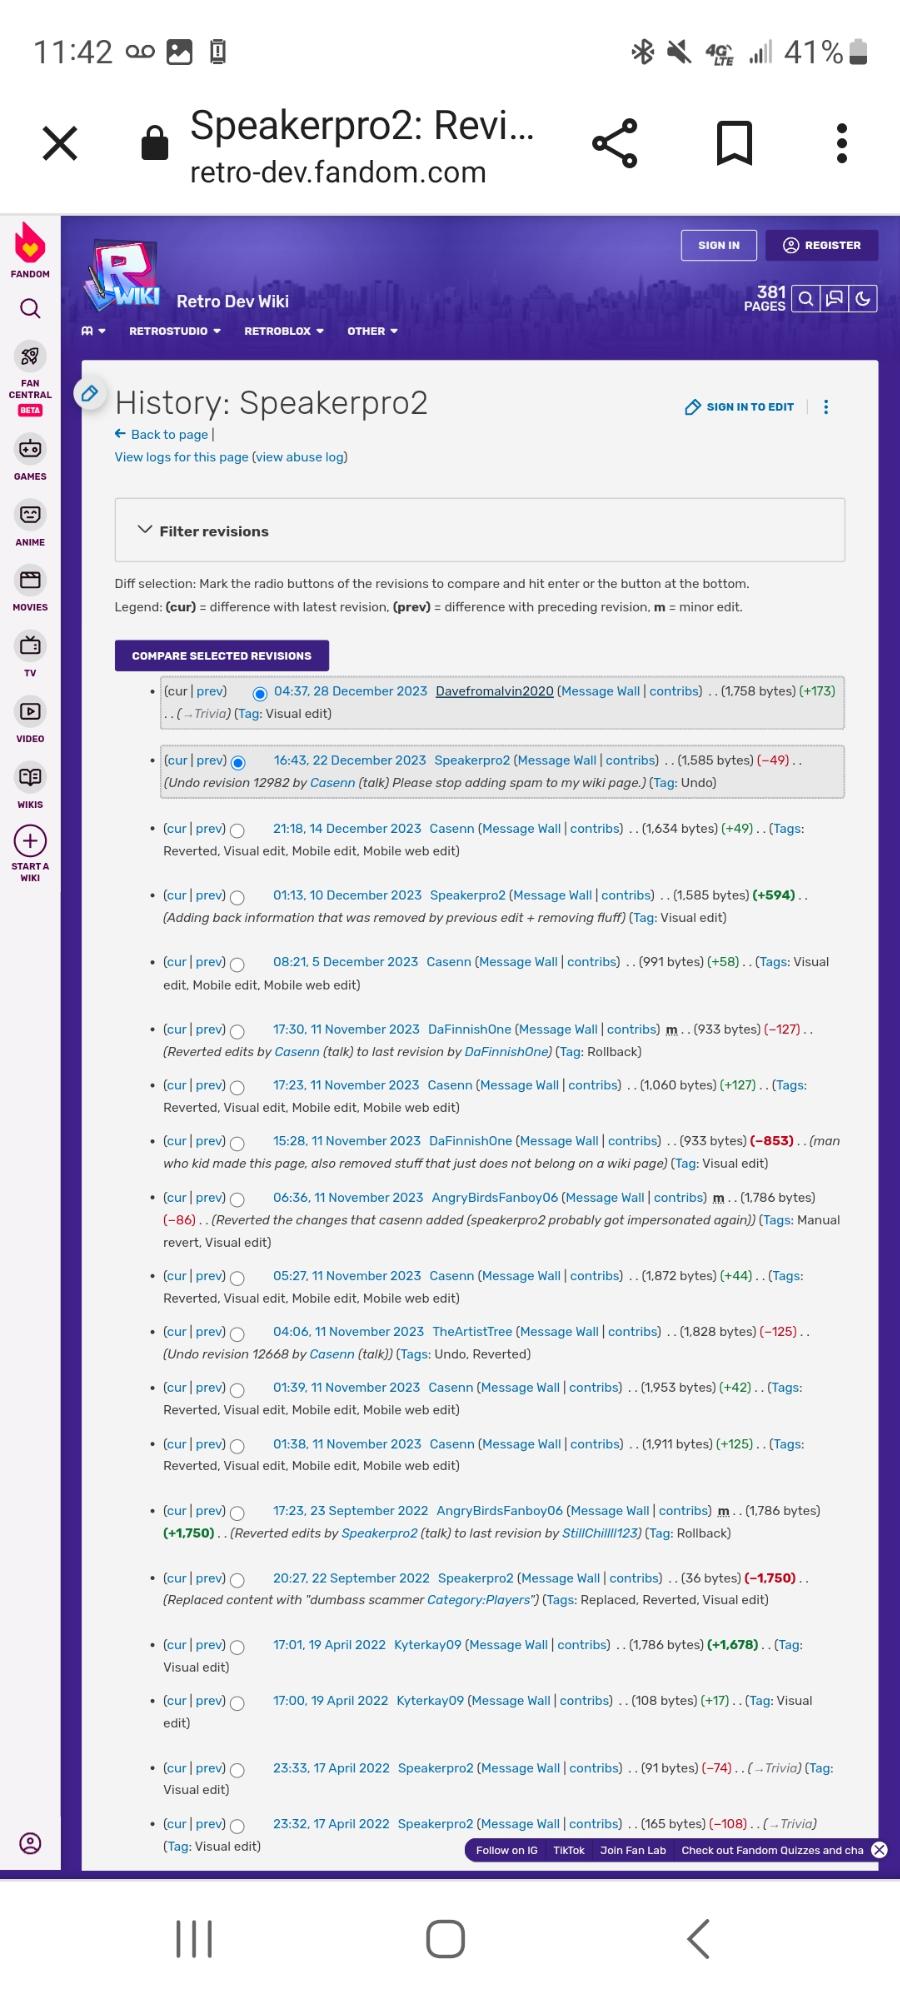 11:42
4G LTE 41%
Speakerpro2: Revi...
retro-dev.fandom.com
FANDOM
FAN CENTRAL
BETA
GAMES
ANIME
MOVIES
TV
VIDEO
WIKIS
START A WIKI
SIGN IN
REGISTER
R WIKI
Retro Dev Wiki
381 PAGES
RETROSTUDIO
RETROBLOX
OTHER
History: Speakerpro2
SIGN IN TO EDIT
Back to page |
View logs for this page (view abuse log)
Filter revisions
Diff selection: Mark the radio buttons of the revisions to compare and hit enter or the button at the bottom.
Legend: (cur) = difference with latest revision, (prev) = difference with preceding revision, m = minor edit.
COMPARE SELECTED REVISIONS
• (cur | prev) 04:37, 28 December 2023 Davefromalvin2020 (Message Wall | contribs) . . (1,758 bytes) (+173)
. . (→Trivia) (Tag: Visual edit)
• (cur | prev) 16:43, 22 December 2023 Speakerpro2 (Message Wall | contribs) . . (1,585 bytes) (−49) . .
(Undo revision 12982 by Casenn (talk) Please stop adding spam to my wiki page.) (Tag: Undo)
• (cur | prev) 21:18, 14 December 2023 Casenn (Message Wall | contribs) . . (1,634 bytes) (+49) . . (Tags:
Reverted, Visual edit, Mobile edit, Mobile web edit)
• (cur | prev) 01:13, 10 December 2023 Speakerpro2 (Message Wall | contribs) . . (1,585 bytes) (+594) . .
(Adding back information that was removed by previous edit + removing fluff) (Tag: Visual edit)
• (cur | prev) 08:21, 5 December 2023 Casenn (Message Wall | contribs) . . (991 bytes) (+58) . . (Tags: Visual
edit, Mobile edit, Mobile web edit)
• (cur | prev) 17:30, 11 November 2023 DaFinnishOne (Message Wall | contribs) m . . (933 bytes) (−127) . .
(Reverted edits by Casenn (talk) to last revision by DaFinnishOne) (Tag: Rollback)
• (cur | prev) 17:23, 11 November 2023 Casenn (Message Wall | contribs) . . (1,060 bytes) (+127) . . (Tags:
Reverted, Visual edit, Mobile edit, Mobile web edit)
• (cur | prev) 15:28, 11 November 2023 DaFinnishOne (Message Wall | contribs) . . (933 bytes) (−853) . . (man
who kid made this page, also removed stuff that just does not belong on a wiki page) (Tag: Visual edit)
• (cur | prev) 06:36, 11 November 2023 AngryBirdsFanboy06 (Message Wall | contribs) m . . (1,786 bytes)
(−86) . . (Reverted the changes that casenn added (speakerpro2 probably got impersonated again)) (Tags: Manual
revert, Visual edit)
• (cur | prev) 05:27, 11 November 2023 Casenn (Message Wall | contribs) . . (1,872 bytes) (+44) . . (Tags:
Reverted, Visual edit, Mobile edit, Mobile web edit)
• (cur | prev) 04:06, 11 November 2023 TheArtistTree (Message Wall | contribs) . . (1,828 bytes) (−125) . .
(Undo revision 12668 by Casenn (talk)) (Tags: Undo, Reverted)
• (cur | prev) 01:39, 11 November 2023 Casenn (Message Wall | contribs) . . (1,953 bytes) (+42) . . (Tags:
Reverted, Visual edit, Mobile edit, Mobile web edit)
• (cur | prev) 01:38, 11 November 2023 Casenn (Message Wall | contribs) . . (1,911 bytes) (+125) . . (Tags:
Reverted, Visual edit, Mobile edit, Mobile web edit)
• (cur | prev) 17:23, 23 September 2022 AngryBirdsFanboy06 (Message Wall | contribs) m . . (1,786 bytes)
(+1,750) . . (Reverted edits by Speakerpro2 (talk) to last revision by StillChillll123) (Tag: Rollback)
• (cur | prev) 20:27, 22 September 2022 Speakerpro2 (Message Wall | contribs) . . (36 bytes) (−1,750) . .
(Replaced content with "dumbass scammer Category:Players") (Tags: Replaced, Reverted, Visual edit)
• (cur | prev) 17:01, 19 April 2022 Kyterkay09 (Message Wall | contribs) . . (1,786 bytes) (+1,678) . . (Tag:
Visual edit)
• (cur | prev) 17:00, 19 April 2022 Kyterkay09 (Message Wall | contribs) . . (108 bytes) (+17) . . (Tag: Visual
edit)
• (cur | prev) 23:33, 17 April 2022 Speakerpro2 (Message Wall | contribs) . . (91 bytes) (−74) . . (→Trivia) (Tag:
Visual edit)
• (cur | prev) 23:32, 17 April 2022 Speakerpro2 (Message Wall | contribs) . . (165 bytes) (−108) . . (→Trivia)
(Tag: Visual edit)
Follow on IG TikTok Join Fan Lab Check out Fandom Quizzes and cha